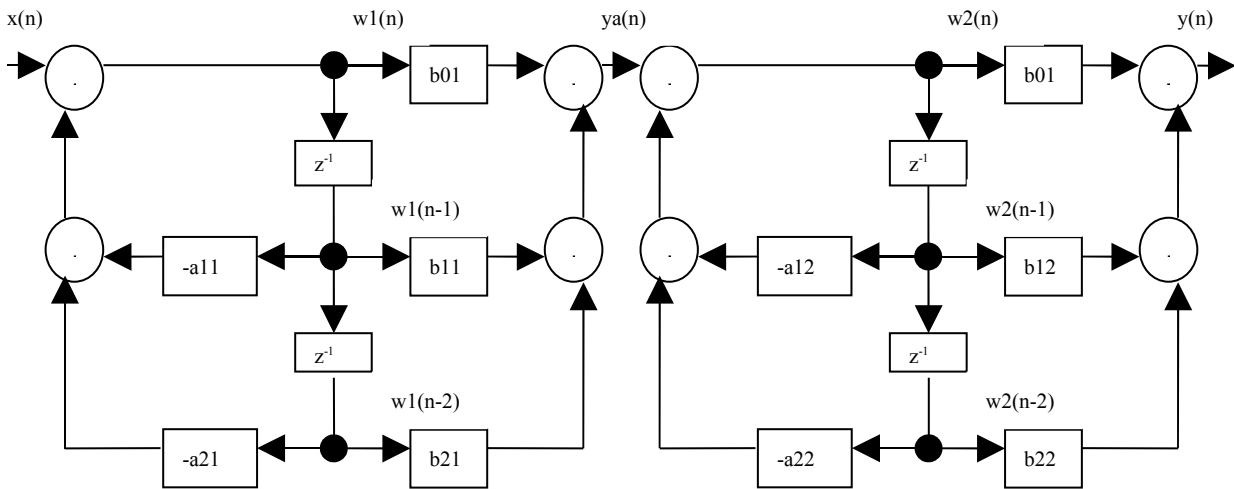 x(n) w1(n) ya(n) w2(n) y(n)
b01 b01
z-1 z-1
w1(n-1) w2(n-1)
-a11 b11 -a12 b12
z-1 z-1
w1(n-2) w2(n-2)
-a21 b21 -a22 b22